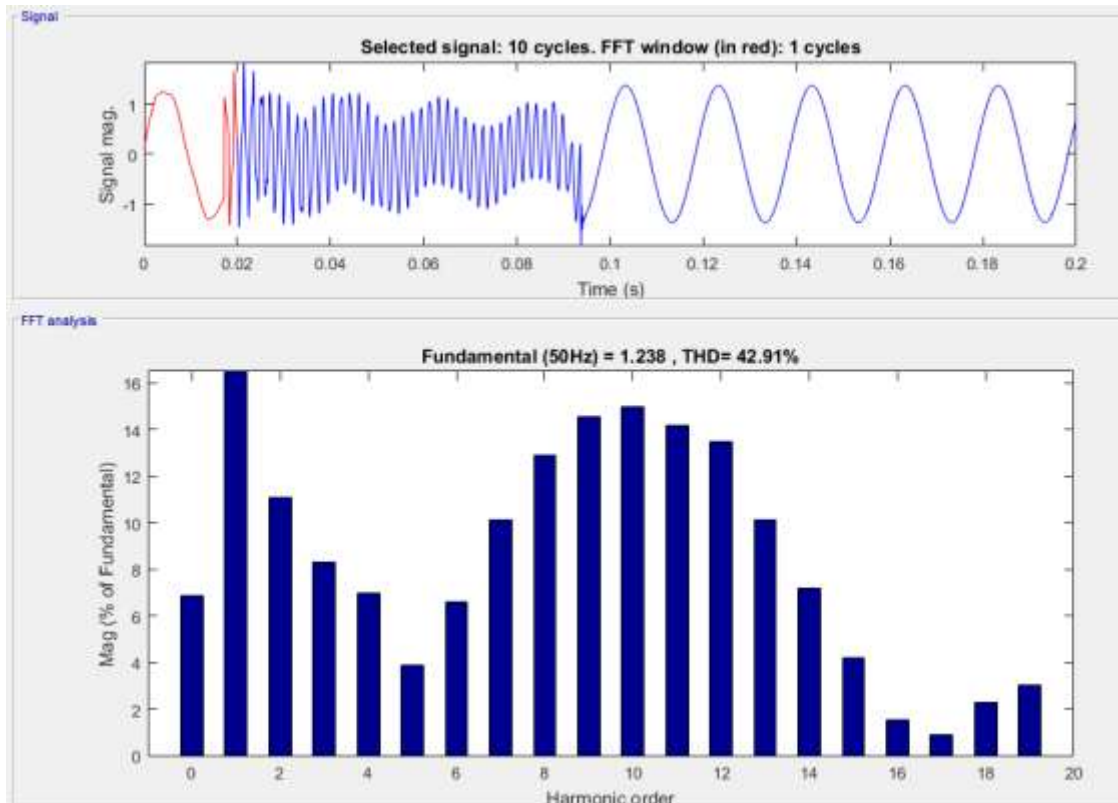 Signal
Selected signal: 10 cycles. FFT window (in red): 1 cycles
Signal mag.
1
0
-1
0 0.02 0.04 0.06 0.08 0.1 0.12 0.14 0.16 0.18 0.2
Time (s)
FFT analysis
Fundamental (50Hz) = 1.238 , THD= 42.91%
Mag (% of Fundamental)
16
14
12
10
8
6
4
2
0
0 2 4 6 8 10 12 14 16 18 20
Harmonic order